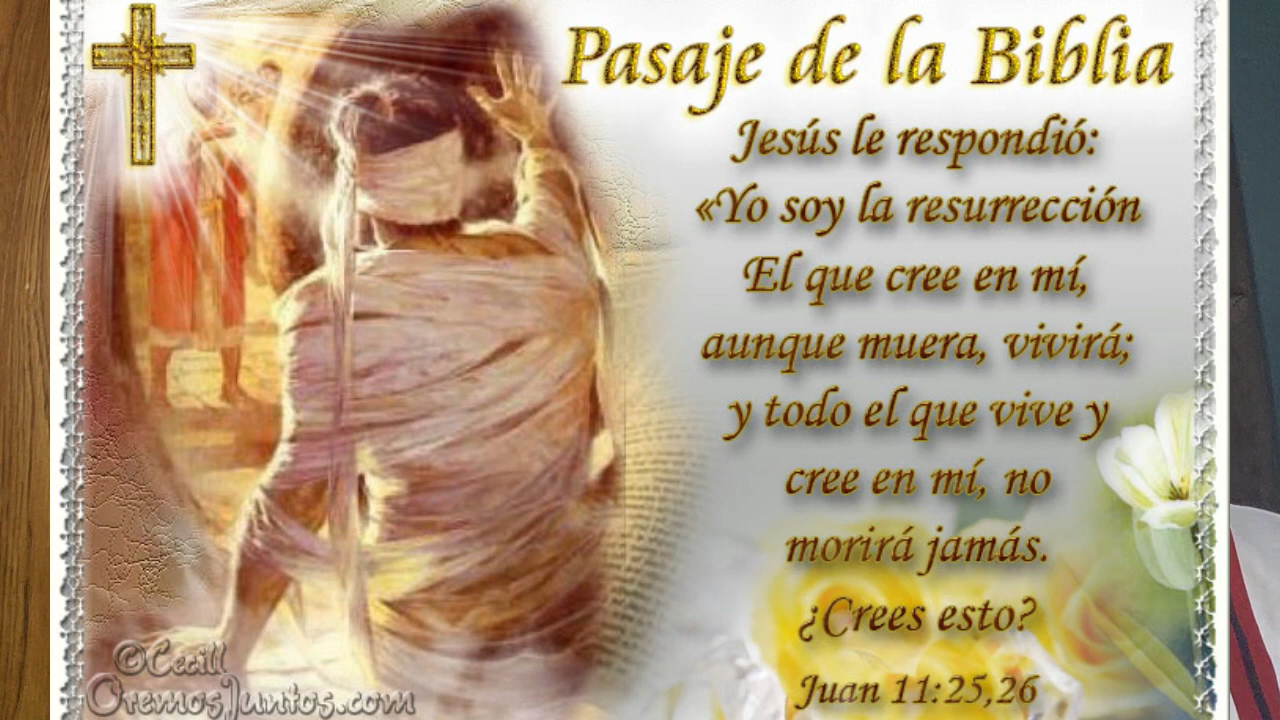 Pasaje de la Biblia
Jesús le respondió:
«Yo soy la resurrección
El que cree en mí,
aunque muera, vivirá;
y todo el que vive y
cree en mí, no
morirá jamás.
¿Crees esto?
Juan 11:25,26
©Cecill
OremosJuntos.com